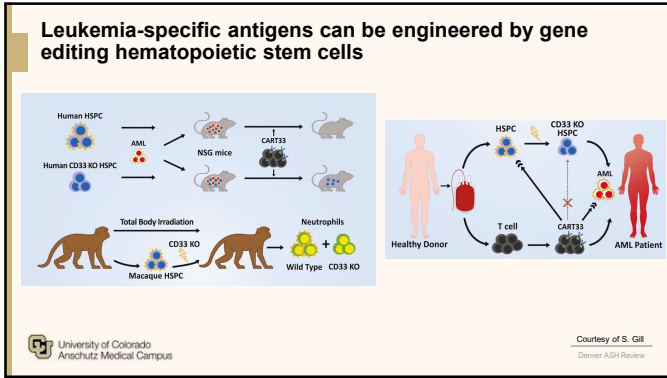 Leukemia-specific antigens can be engineered by gene
editing hematopoietic stem cells
Human HSPC
AML
Human CD33 KO HSPC
NSG mice
CART33
Total Body Irradiation
CD33 KO
Macaque HSPC
Neutrophils
Wild Type
CD33 KO
HSPC
CD33 KO
HSPC
AML
Healthy Donor
T cell
CART33
AML Patient
University of Colorado
Anschutz Medical Campus
Courtesy of S. Gill
Denver ASH Review